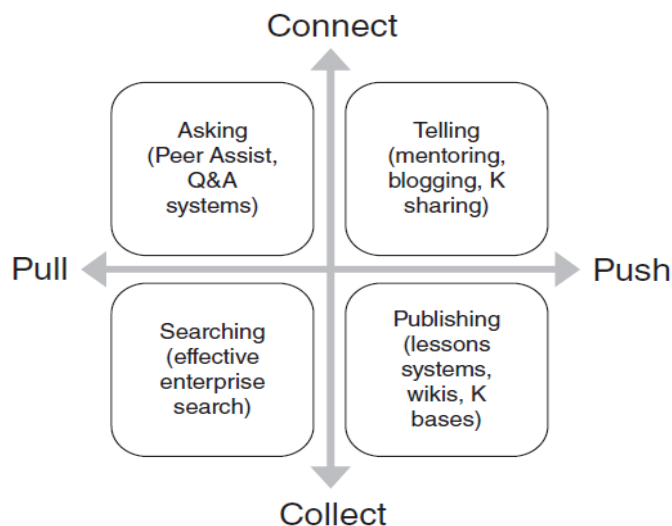 Connect
Asking
(Peer Assist,
Q&A
systems)
Telling
(mentoring,
blogging, K
sharing)
Pull
Push
Searching
(effective
enterprise
search)
Publishing
(lessons
systems,
wikis, K
bases)
Collect